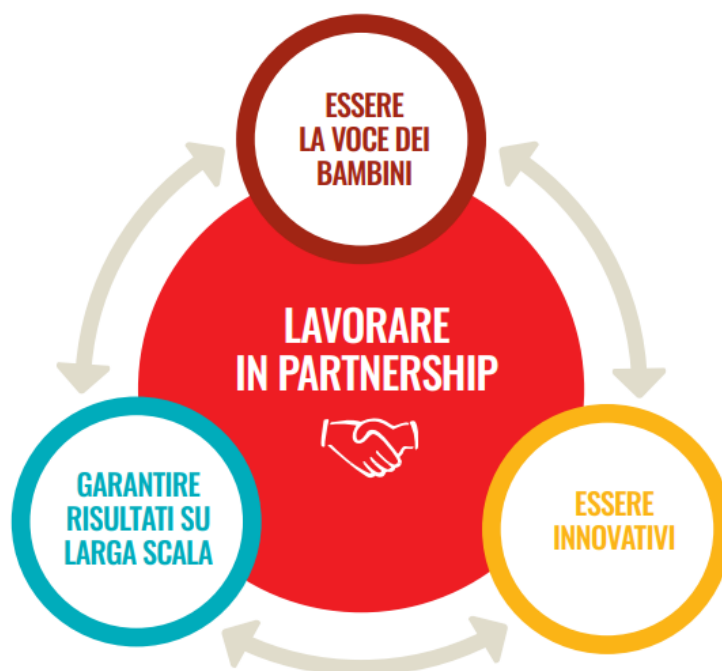 ESSERE
LA VOCE DEI
BAMBINI
LAVORARE
IN PARTNERSHIP
GARANTIRE
RISULTATI SU
LARGA SCALA
ESSERE
INNOVATIVI